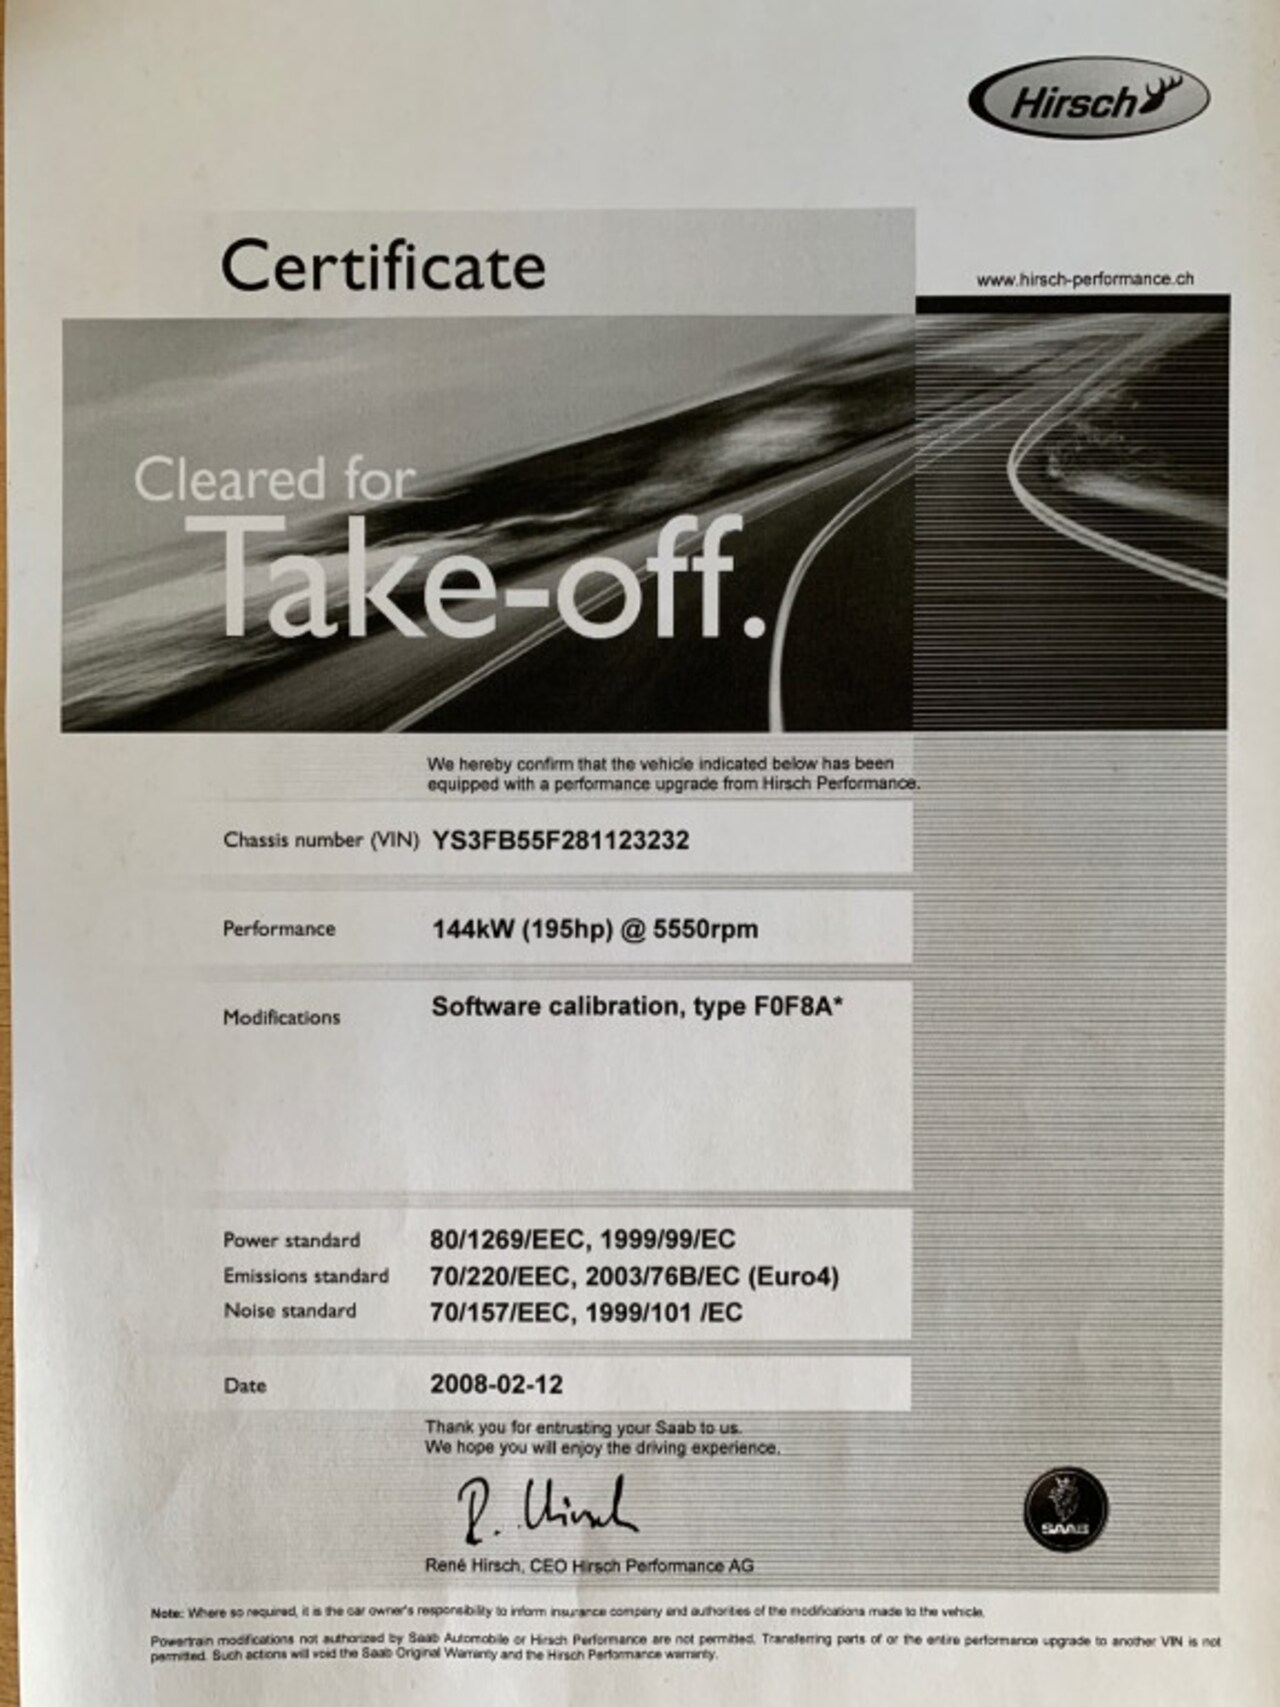 Hirsch
Certificate
www.hirsch-performance.ch
Cleared for
Take-off.
We hereby confirm that the vehicle indicated below has been
equipped with a performance upgrade from Hirsch Performance.
Chassis number (VIN) YS3FB55F281123232
Performance 144kW (195hp) @ 5550rpm
Modifications Software calibration, type F0F8A*
Power standard 80/1269/EEC, 1999/99/EC
Emissions standard 70/220/EEC, 2003/76B/EC (Euro4)
Noise standard 70/157/EEC, 1999/101 /EC
Date 2008-02-12
Thank you for entrusting your Saab to us.
We hope you will enjoy the driving experience.
R. Hirsch
SAAB
René Hirsch, CEO Hirsch Performance AG
Note: Where so required, it is the car owner's responsibility to inform insurance company and authorities of the modifications made to the vehicle.
Powertrain modifications not authorized by Saab Automobile or Hirsch Performance are not permitted. Transferring parts of or the entire performance upgrade to another VIN is not
permitted. Such actions will void the Saab Original Warranty and the Hirsch Performance warranty.